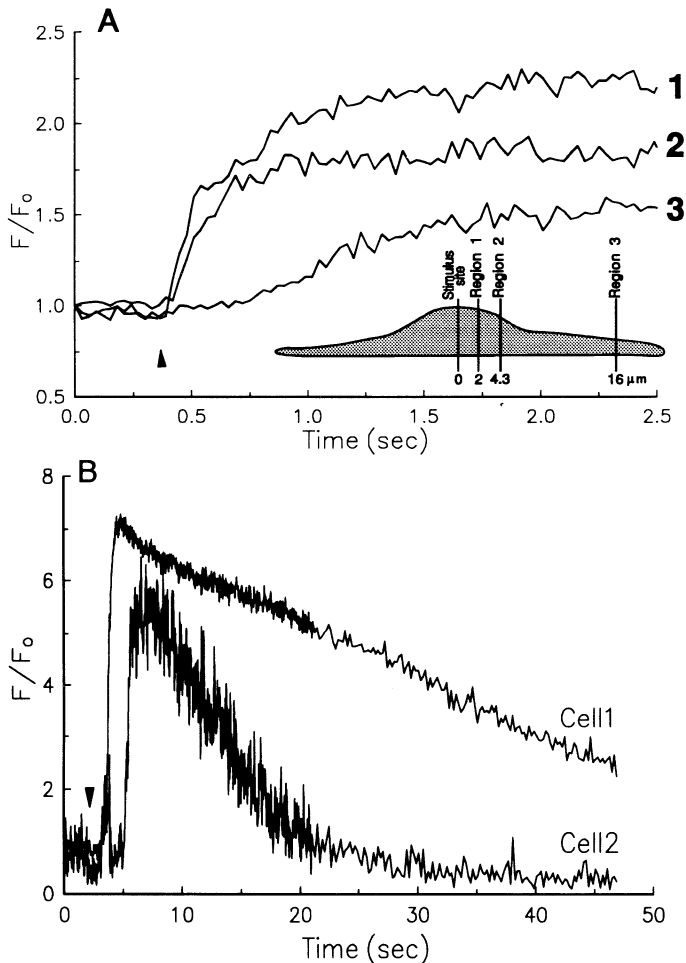 A
2.5
2.0
1.5
1.0
0.5
F/Fo
1
2
3
Stimulus site
Region 1
Region 2
Region 3
0 2 4.3 16 μm
0.0 0.5 1.0 1.5 2.0 2.5
Time (sec)
B
8
6
4
2
0
F/Fo
Cell1
Cell2
0 10 20 30 40 50
Time (sec)